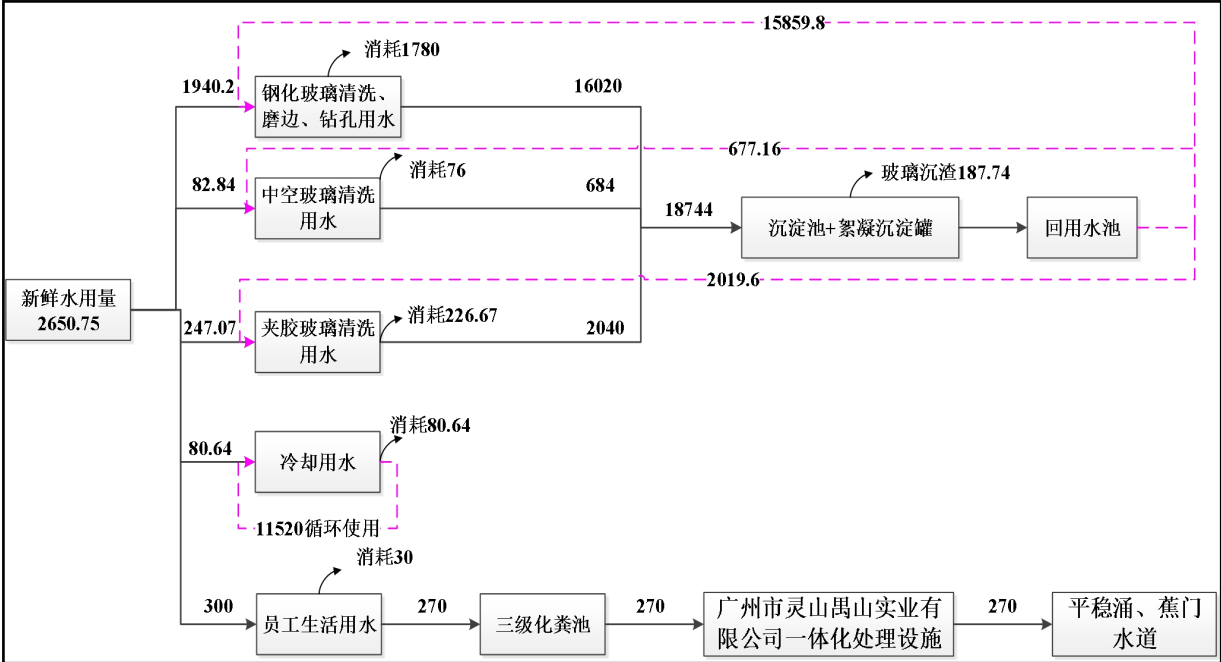 15859.8
消耗1780
1940.2
钢化玻璃清洗、
磨边、钻孔用水
16020
677.16
消耗76
82.84
中空玻璃清洗
用水
684
玻璃沉渣187.74
18744
沉淀池+絮凝沉淀罐
回用水池
2019.6
新鲜水用量
2650.75
247.07
消耗226.67
夹胶玻璃清洗
用水
2040
消耗80.64
80.64
冷却用水
11520循环使用
消耗30
300
员工生活用水
270
三级化粪池
270
广州市灵山禺山实业有
限公司一体化处理设施
270
平稳涌、蕉门
水道